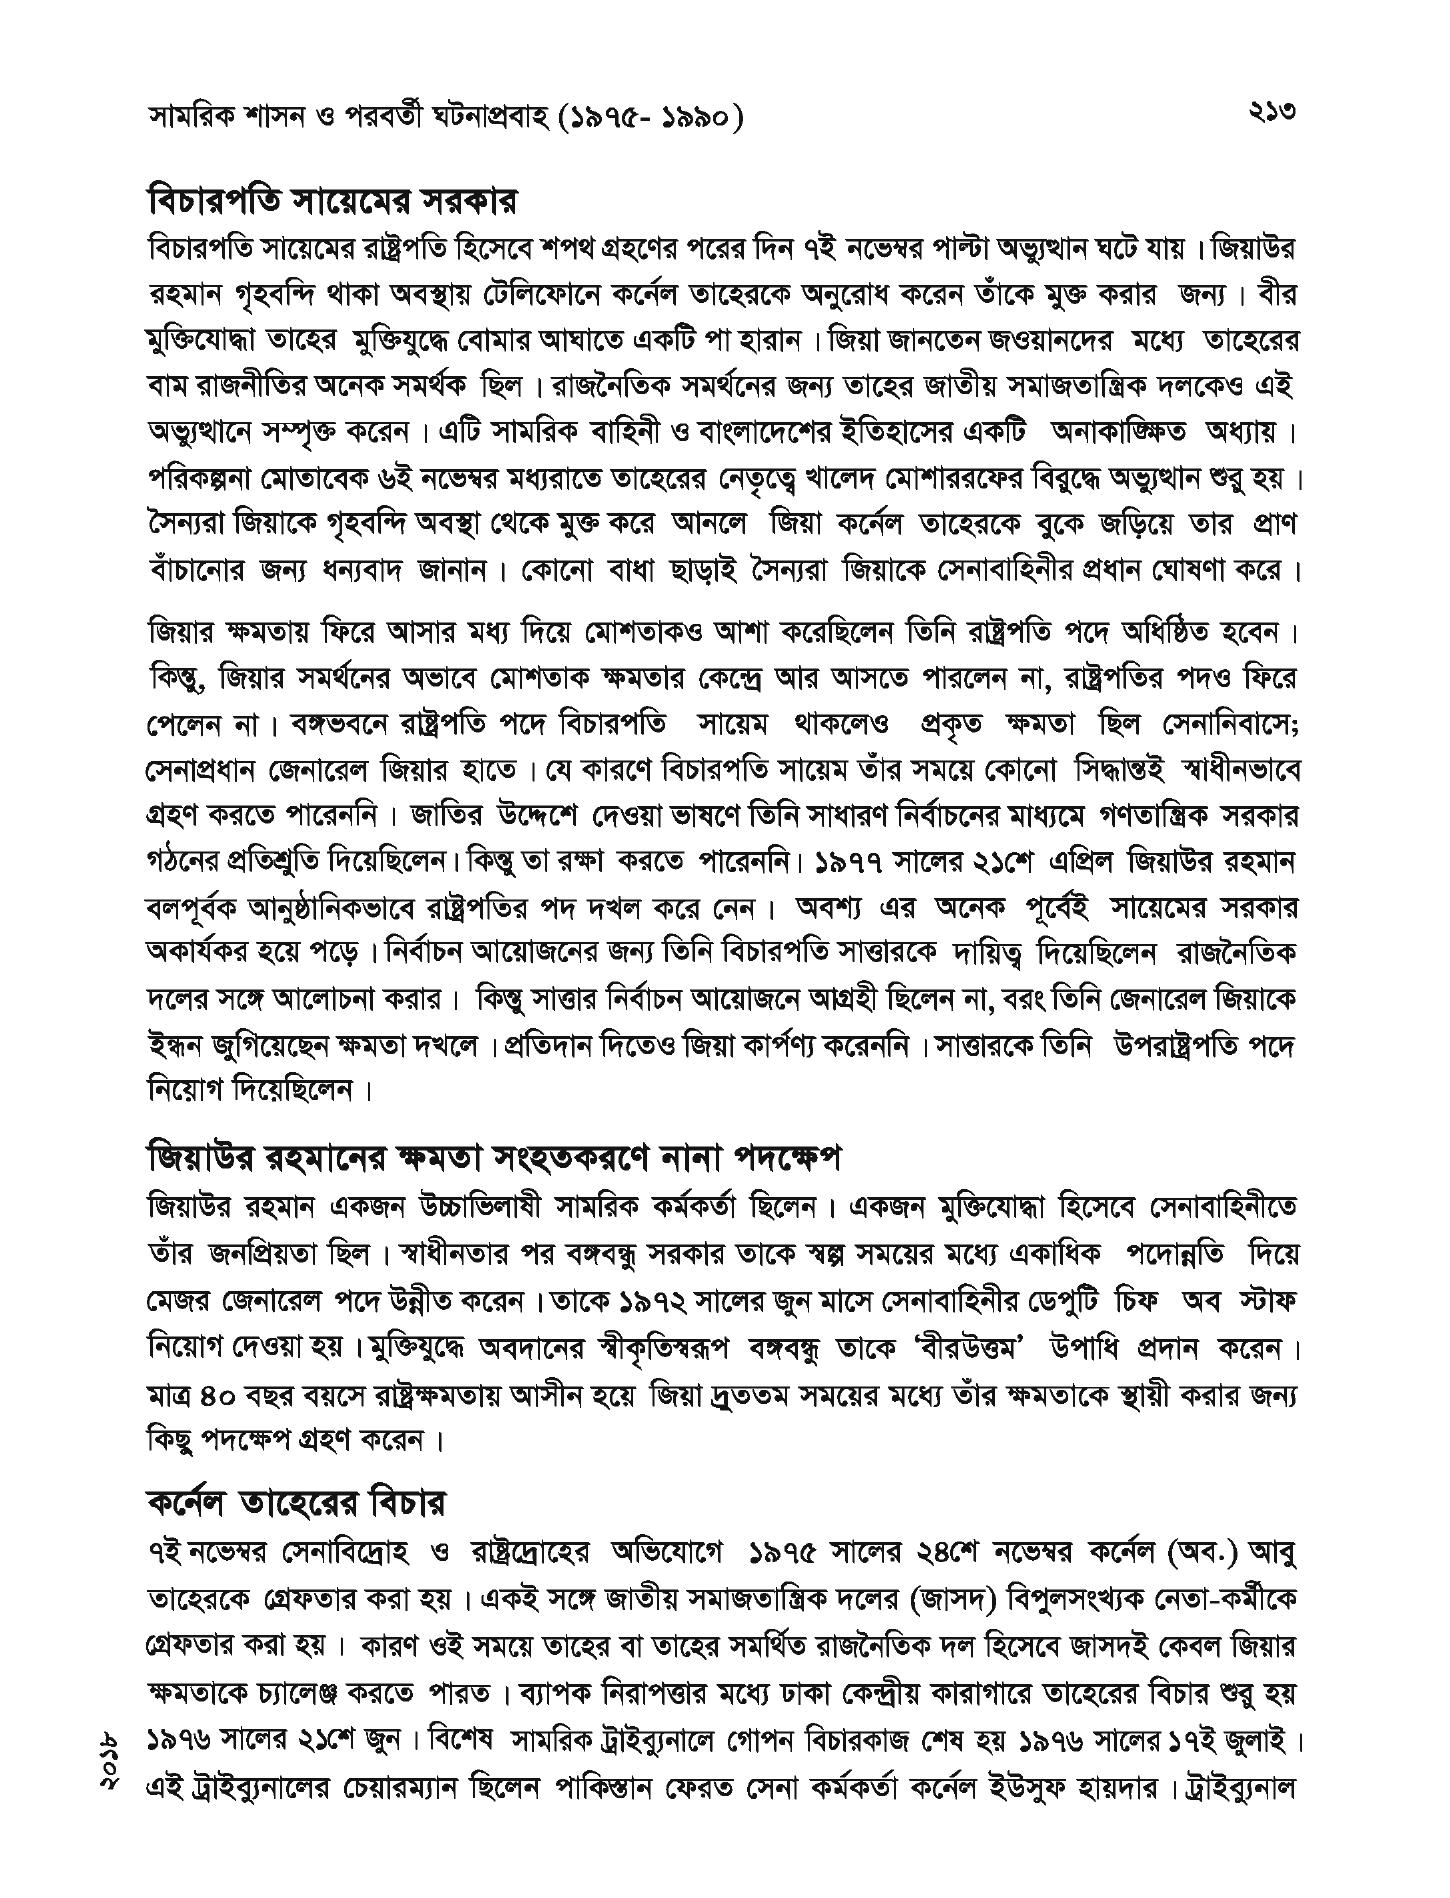 সামরিক শাসন ও পরবর্তী ঘটনাপ্রবাহ (১৯৭৫- ১৯৯০)
২১৩
বিচারপতি সায়েমের সরকার
বিচারপতি সায়েমের রাষ্ট্রপতি হিসেবে শপথ গ্রহণের পরের দিন ৭ই নভেম্বর পাল্টা অভ্যুত্থান ঘটে যায় । জিয়াউর
রহমান গৃহবন্দি থাকা অবস্থায় টেলিফোনে কর্নেল তাহেরকে অনুরোধ করেন তাঁকে মুক্ত করার জন্য । বীর
মুক্তিযোদ্ধা তাহের মুক্তিযুদ্ধে বোমার আঘাতে একটি পা হারান । জিয়া জানতেন জওয়ানদের মধ্যে তাহেরের
বাম রাজনীতির অনেক সমর্থক ছিল । রাজনৈতিক সমর্থনের জন্য তাহের জাতীয় সমাজতান্ত্রিক দলকেও এই
অভ্যুত্থানে সম্পৃক্ত করেন । এটি সামরিক বাহিনী ও বাংলাদেশের ইতিহাসের একটি অনাকাঙ্ক্ষিত অধ্যায় ।
পরিকল্পনা মোতাবেক ৬ই নভেম্বর মধ্যরাতে তাহেরের নেতৃত্বে খালেদ মোশাররফের বিরুদ্ধে অভ্যুত্থান শুরু হয় ।
সৈন্যরা জিয়াকে গৃহবন্দি অবস্থা থেকে মুক্ত করে আনলে জিয়া কর্নেল তাহেরকে বুকে জড়িয়ে তার প্রাণ
বাঁচানোর জন্য ধন্যবাদ জানান । কোনো বাধা ছাড়াই সৈন্যরা জিয়াকে সেনাবাহিনীর প্রধান ঘোষণা করে ।
জিয়ার ক্ষমতায় ফিরে আসার মধ্য দিয়ে মোশতাকও আশা করেছিলেন তিনি রাষ্ট্রপতি পদে অধিষ্ঠিত হবেন ।
কিন্তু, জিয়ার সমর্থনের অভাবে মোশতাক ক্ষমতার কেন্দ্রে আর আসতে পারলেন না, রাষ্ট্রপতির পদও ফিরে
পেলেন না । বঙ্গভবনে রাষ্ট্রপতি পদে বিচারপতি সায়েম থাকলেও প্রকৃত ক্ষমতা ছিল সেনানিবাসে;
সেনাপ্রধান জেনারেল জিয়ার হাতে । যে কারণে বিচারপতি সায়েম তাঁর সময়ে কোনো সিদ্ধান্তই স্বাধীনভাবে
গ্রহণ করতে পারেননি । জাতির উদ্দেশে দেওয়া ভাষণে তিনি সাধারণ নির্বাচনের মাধ্যমে গণতান্ত্রিক সরকার
গঠনের প্রতিশ্রুতি দিয়েছিলেন। কিন্তু তা রক্ষা করতে পারেননি। ১৯৭৭ সালের ২১শে এপ্রিল জিয়াউর রহমান
বলপূর্বক আনুষ্ঠানিকভাবে রাষ্ট্রপতির পদ দখল করে নেন । অবশ্য এর অনেক পূর্বেই সায়েমের সরকার
অকার্যকর হয়ে পড়ে । নির্বাচন আয়োজনের জন্য তিনি বিচারপতি সাত্তারকে দায়িত্ব দিয়েছিলেন রাজনৈতিক
দলের সঙ্গে আলোচনা করার । কিন্তু সাত্তার নির্বাচন আয়োজনে আগ্রহী ছিলেন না, বরং তিনি জেনারেল জিয়াকে
ইন্ধন জুগিয়েছেন ক্ষমতা দখলে । প্রতিদান দিতেও জিয়া কার্পণ্য করেননি । সাত্তারকে তিনি উপরাষ্ট্রপতি পদে
নিয়োগ দিয়েছিলেন ।
জিয়াউর রহমানের ক্ষমতা সংহতকরণে নানা পদক্ষেপ
জিয়াউর রহমান একজন উচ্চাভিলাষী সামরিক কর্মকর্তা ছিলেন । একজন মুক্তিযোদ্ধা হিসেবে সেনাবাহিনীতে
তাঁর জনপ্রিয়তা ছিল । স্বাধীনতার পর বঙ্গবন্ধু সরকার তাকে স্বল্প সময়ের মধ্যে একাধিক পদোন্নতি দিয়ে
মেজর জেনারেল পদে উন্নীত করেন । তাকে ১৯৭২ সালের জুন মাসে সেনাবাহিনীর ডেপুটি চিফ অব স্টাফ
নিয়োগ দেওয়া হয় । মুক্তিযুদ্ধে অবদানের স্বীকৃতিস্বরূপ বঙ্গবন্ধু তাকে ‘বীরউত্তম’ উপাধি প্রদান করেন ।
মাত্র ৪০ বছর বয়সে রাষ্ট্রক্ষমতায় আসীন হয়ে জিয়া দ্রুততম সময়ের মধ্যে তাঁর ক্ষমতাকে স্থায়ী করার জন্য
কিছু পদক্ষেপ গ্রহণ করেন ।
কর্নেল তাহেরের বিচার
৭ই নভেম্বর সেনাবিদ্রোহ ও রাষ্ট্রদ্রোহের অভিযোগে ১৯৭৫ সালের ২৪শে নভেম্বর কর্নেল (অব.) আবু
তাহেরকে গ্রেফতার করা হয় । একই সঙ্গে জাতীয় সমাজতান্ত্রিক দলের (জাসদ) বিপুলসংখ্যক নেতা-কর্মীকে
গ্রেফতার করা হয় । কারণ ওই সময়ে তাহের বা তাহের সমর্থিত রাজনৈতিক দল হিসেবে জাসদই কেবল জিয়ার
ক্ষমতাকে চ্যালেঞ্জ করতে পারত । ব্যাপক নিরাপত্তার মধ্যে ঢাকা কেন্দ্রীয় কারাগারে তাহেরের বিচার শুরু হয়
১৯৭৬ সালের ২১শে জুন । বিশেষ সামরিক ট্রাইব্যুনালে গোপন বিচারকাজ শেষ হয় ১৯৭৬ সালের ১৭ই জুলাই ।
এই ট্রাইব্যুনালের চেয়ারম্যান ছিলেন পাকিস্তান ফেরত সেনা কর্মকর্তা কর্নেল ইউসুফ হায়দার । ট্রাইব্যুনাল
২০১৮